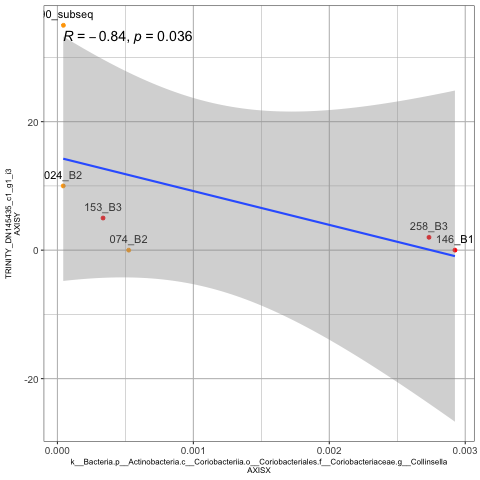 0_subseq
R = − 0.84, p = 0.036
024_B2
153_B3
074_B2
258_B3
146_B1
20
0
-20
TRINITY_DN145435_c1_g1_i3
AXISY
0.000
0.001
0.002
0.003
k__Bacteria.p__Actinobacteria.c__Coriobacteriia.o__Coriobacteriales.f__Coriobacteriaceae.g__Collinsella
AXISX